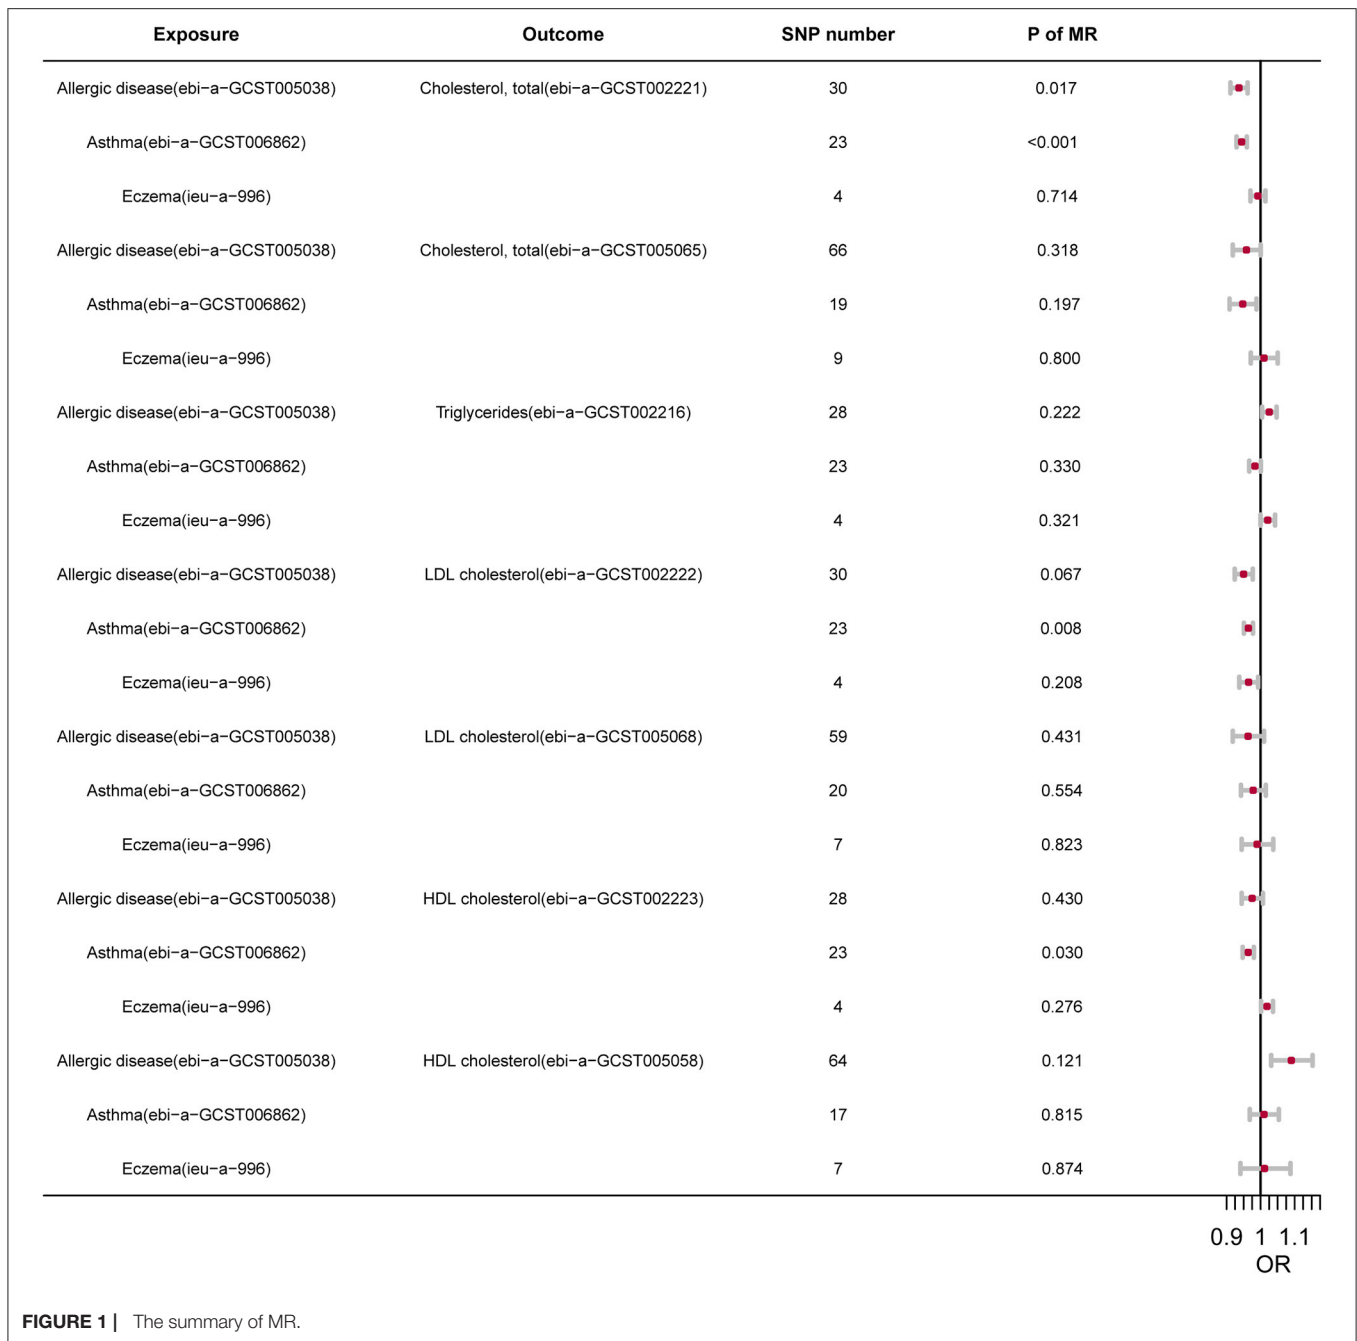 Exposure Outcome SNP number P of MR
Allergic disease(ebi−a−GCST005038) Cholesterol, total(ebi−a−GCST002221) 30 0.017
Asthma(ebi−a−GCST006862) 23 <0.001
Eczema(ieu−a−996) 4 0.714
Allergic disease(ebi−a−GCST005038) Cholesterol, total(ebi−a−GCST005065) 66 0.318
Asthma(ebi−a−GCST006862) 19 0.197
Eczema(ieu−a−996) 9 0.800
Allergic disease(ebi−a−GCST005038) Triglycerides(ebi−a−GCST002216) 28 0.222
Asthma(ebi−a−GCST006862) 23 0.330
Eczema(ieu−a−996) 4 0.321
Allergic disease(ebi−a−GCST005038) LDL cholesterol(ebi−a−GCST002222) 30 0.067
Asthma(ebi−a−GCST006862) 23 0.008
Eczema(ieu−a−996) 4 0.208
Allergic disease(ebi−a−GCST005038) LDL cholesterol(ebi−a−GCST005068) 59 0.431
Asthma(ebi−a−GCST006862) 20 0.554
Eczema(ieu−a−996) 7 0.823
Allergic disease(ebi−a−GCST005038) HDL cholesterol(ebi−a−GCST002223) 28 0.430
Asthma(ebi−a−GCST006862) 23 0.030
Eczema(ieu−a−996) 4 0.276
Allergic disease(ebi−a−GCST005038) HDL cholesterol(ebi−a−GCST005058) 64 0.121
Asthma(ebi−a−GCST006862) 17 0.815
Eczema(ieu−a−996) 7 0.874
0.9 1 1.1
OR
FIGURE 1 | The summary of MR.